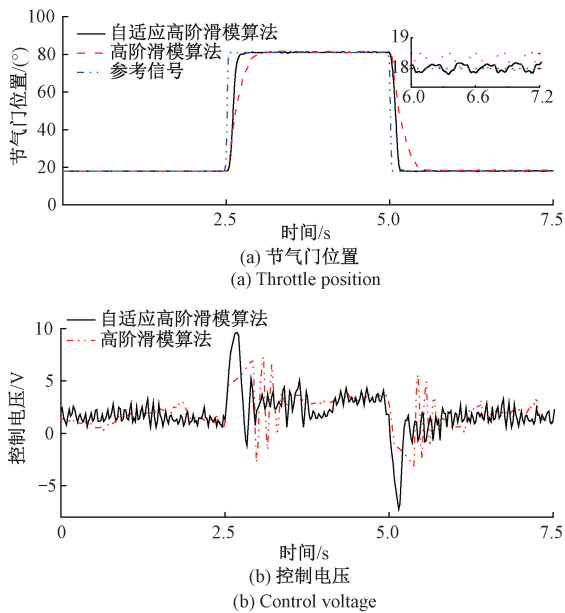 100
80
60
40
20
0
节气门位置/(°)
自适应高阶滑模算法
高阶滑模算法
参考信号
19
18
6.0 6.6 7.2
2.5 5.0 7.5
时间/s
(a) 节气门位置
(a) Throttle position
10
5
0
−5
控制电压/V
自适应高阶滑模算法
高阶滑模算法
0 2.5 5.0 7.5
时间/s
(b) 控制电压
(b) Control voltage